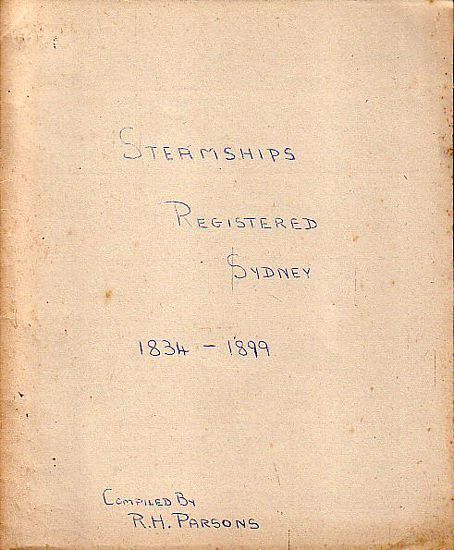 STEAMSHIPS
REGISTERED
SYDNEY
1834 - 1899
COMPILED BY
R.H. PARSONS